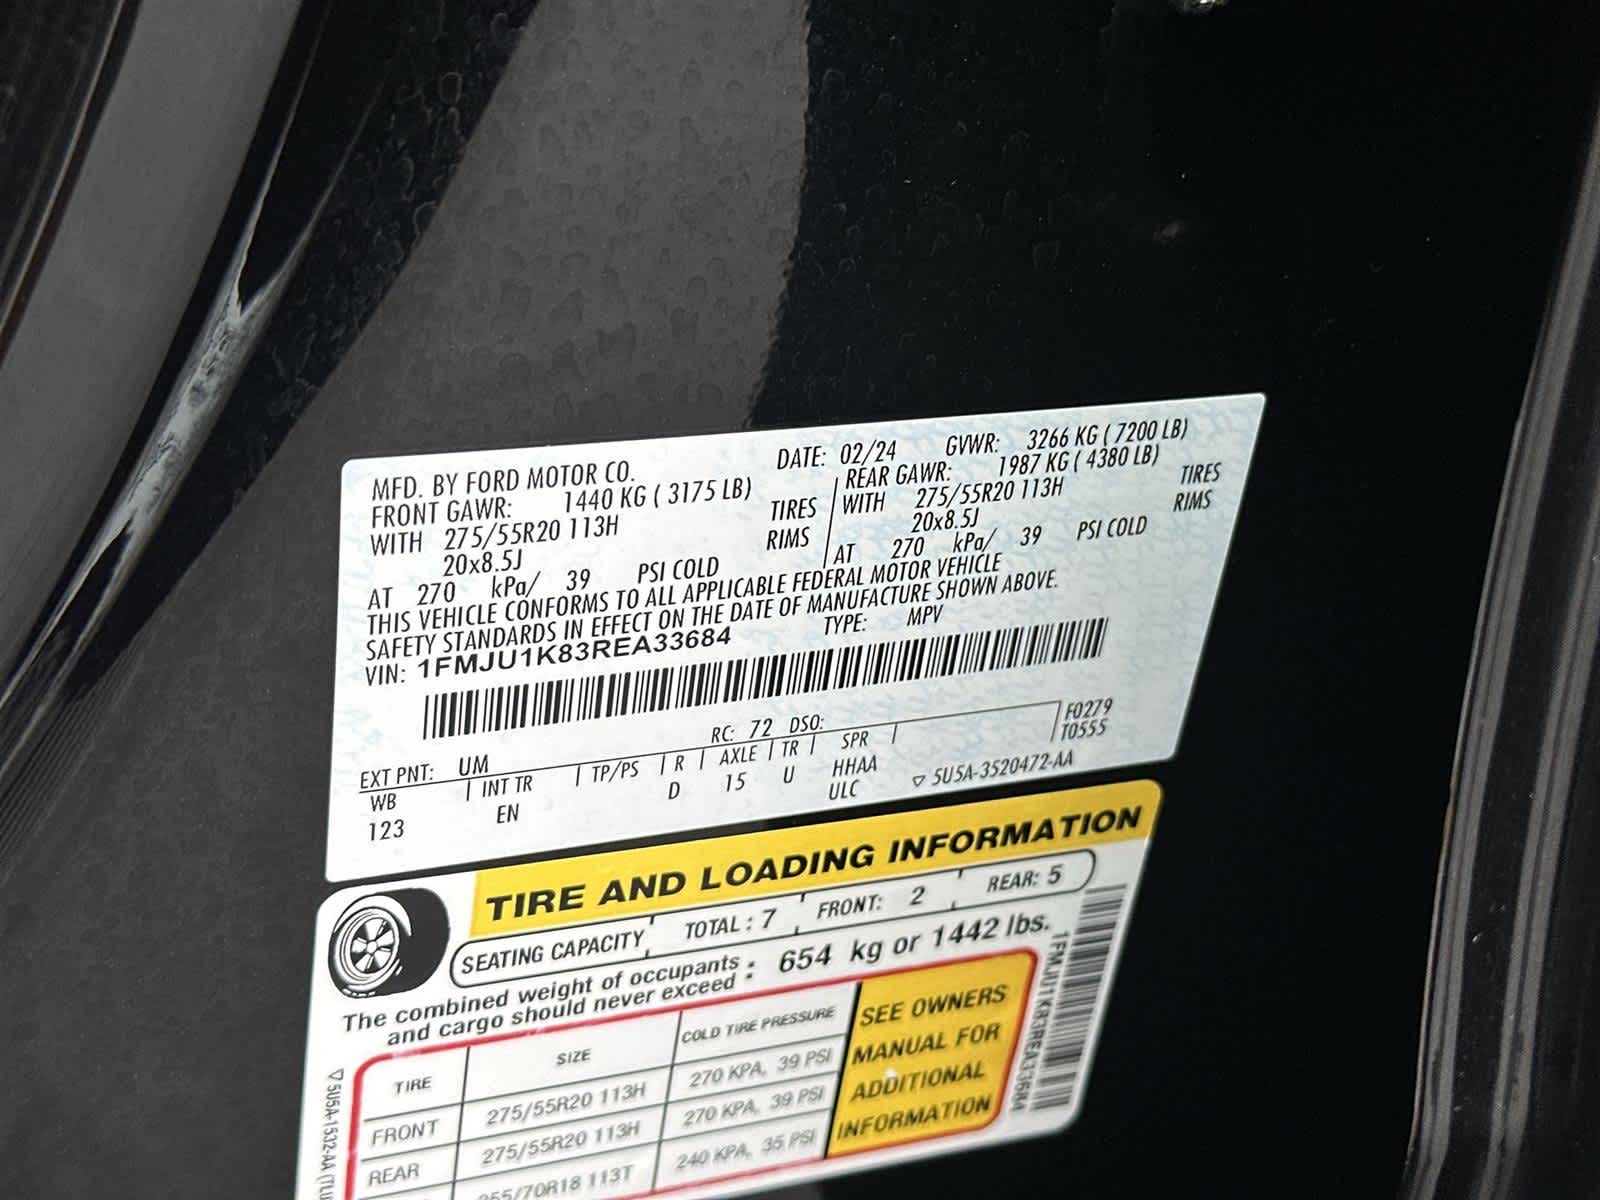 MFD. BY FORD MOTOR CO. DATE: 02/24 GVWR: 3266 KG ( 7200 LB)
FRONT GAWR: 1440 KG ( 3175 LB) REAR GAWR: 1987 KG ( 4380 LB)
WITH 275/55R20 113H TIRES WITH 275/55R20 113H TIRES
20x8.5J RIMS 20x8.5J RIMS
AT 270 kPa/ 39 PSI COLD AT 270 kPa/ 39 PSI COLD
THIS VEHICLE CONFORMS TO ALL APPLICABLE FEDERAL MOTOR VEHICLE
SAFETY STANDARDS IN EFFECT ON THE DATE OF MANUFACTURE SHOWN ABOVE.
VIN: 1FMJU1K83REA33684 TYPE: MPV
EXT PNT: UM RC: 72 DSO: F0279
WB INT TR TP/PS R AXLE TR SPR T0555
123 EN D 15 U HHAA
ULC ▽ 5U5A-3520472-AA
TIRE AND LOADING INFORMATION
SEATING CAPACITY TOTAL : 7 FRONT: 2 REAR: 5
The combined weight of occupants : 654 kg or 1442 lbs.
and cargo should never exceed
TIRE SIZE COLD TIRE PRESSURE
FRONT 275/55R20 113H 270 KPA, 39 PSI
REAR 275/55R20 113H 270 KPA, 39 PSI
255/70R18 113T 240 KPA, 35 PSI
SEE OWNERS
MANUAL FOR
ADDITIONAL
INFORMATION
1FMJU1K83REA33684
▽5U5A-1532-AA